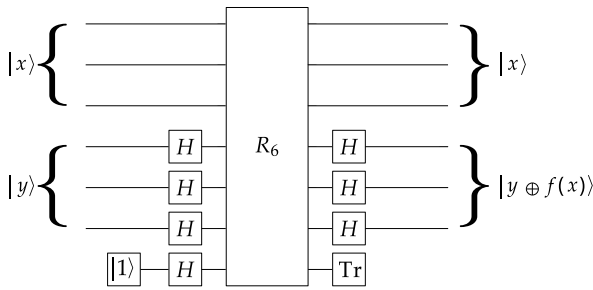 |x⟩ |x⟩
H R₆ H
|y⟩ H H |y ⊕ f(x)⟩
H H
|1⟩ H Tr